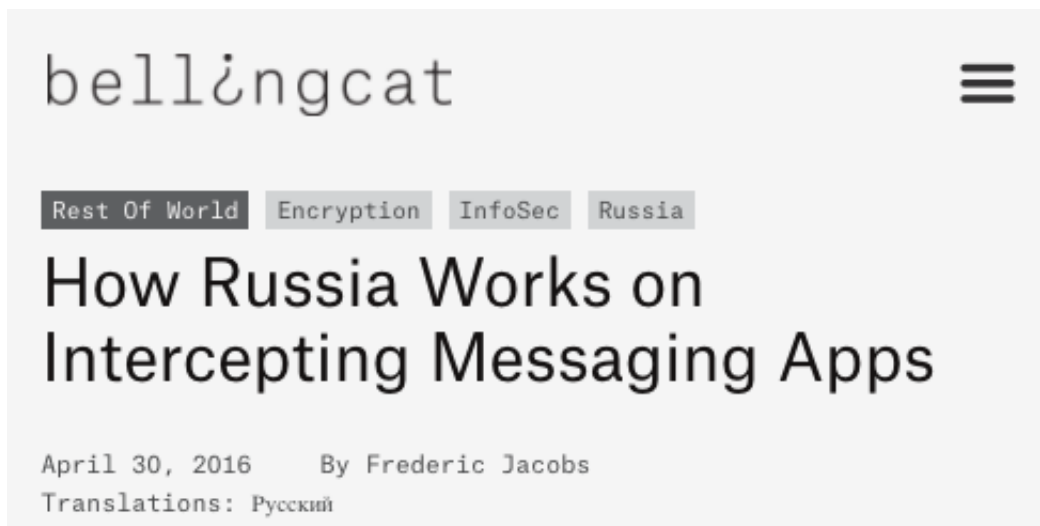 bell¿ngcat
Rest Of World Encryption InfoSec Russia
How Russia Works on
Intercepting Messaging Apps
April 30, 2016 By Frederic Jacobs
Translations: Русский